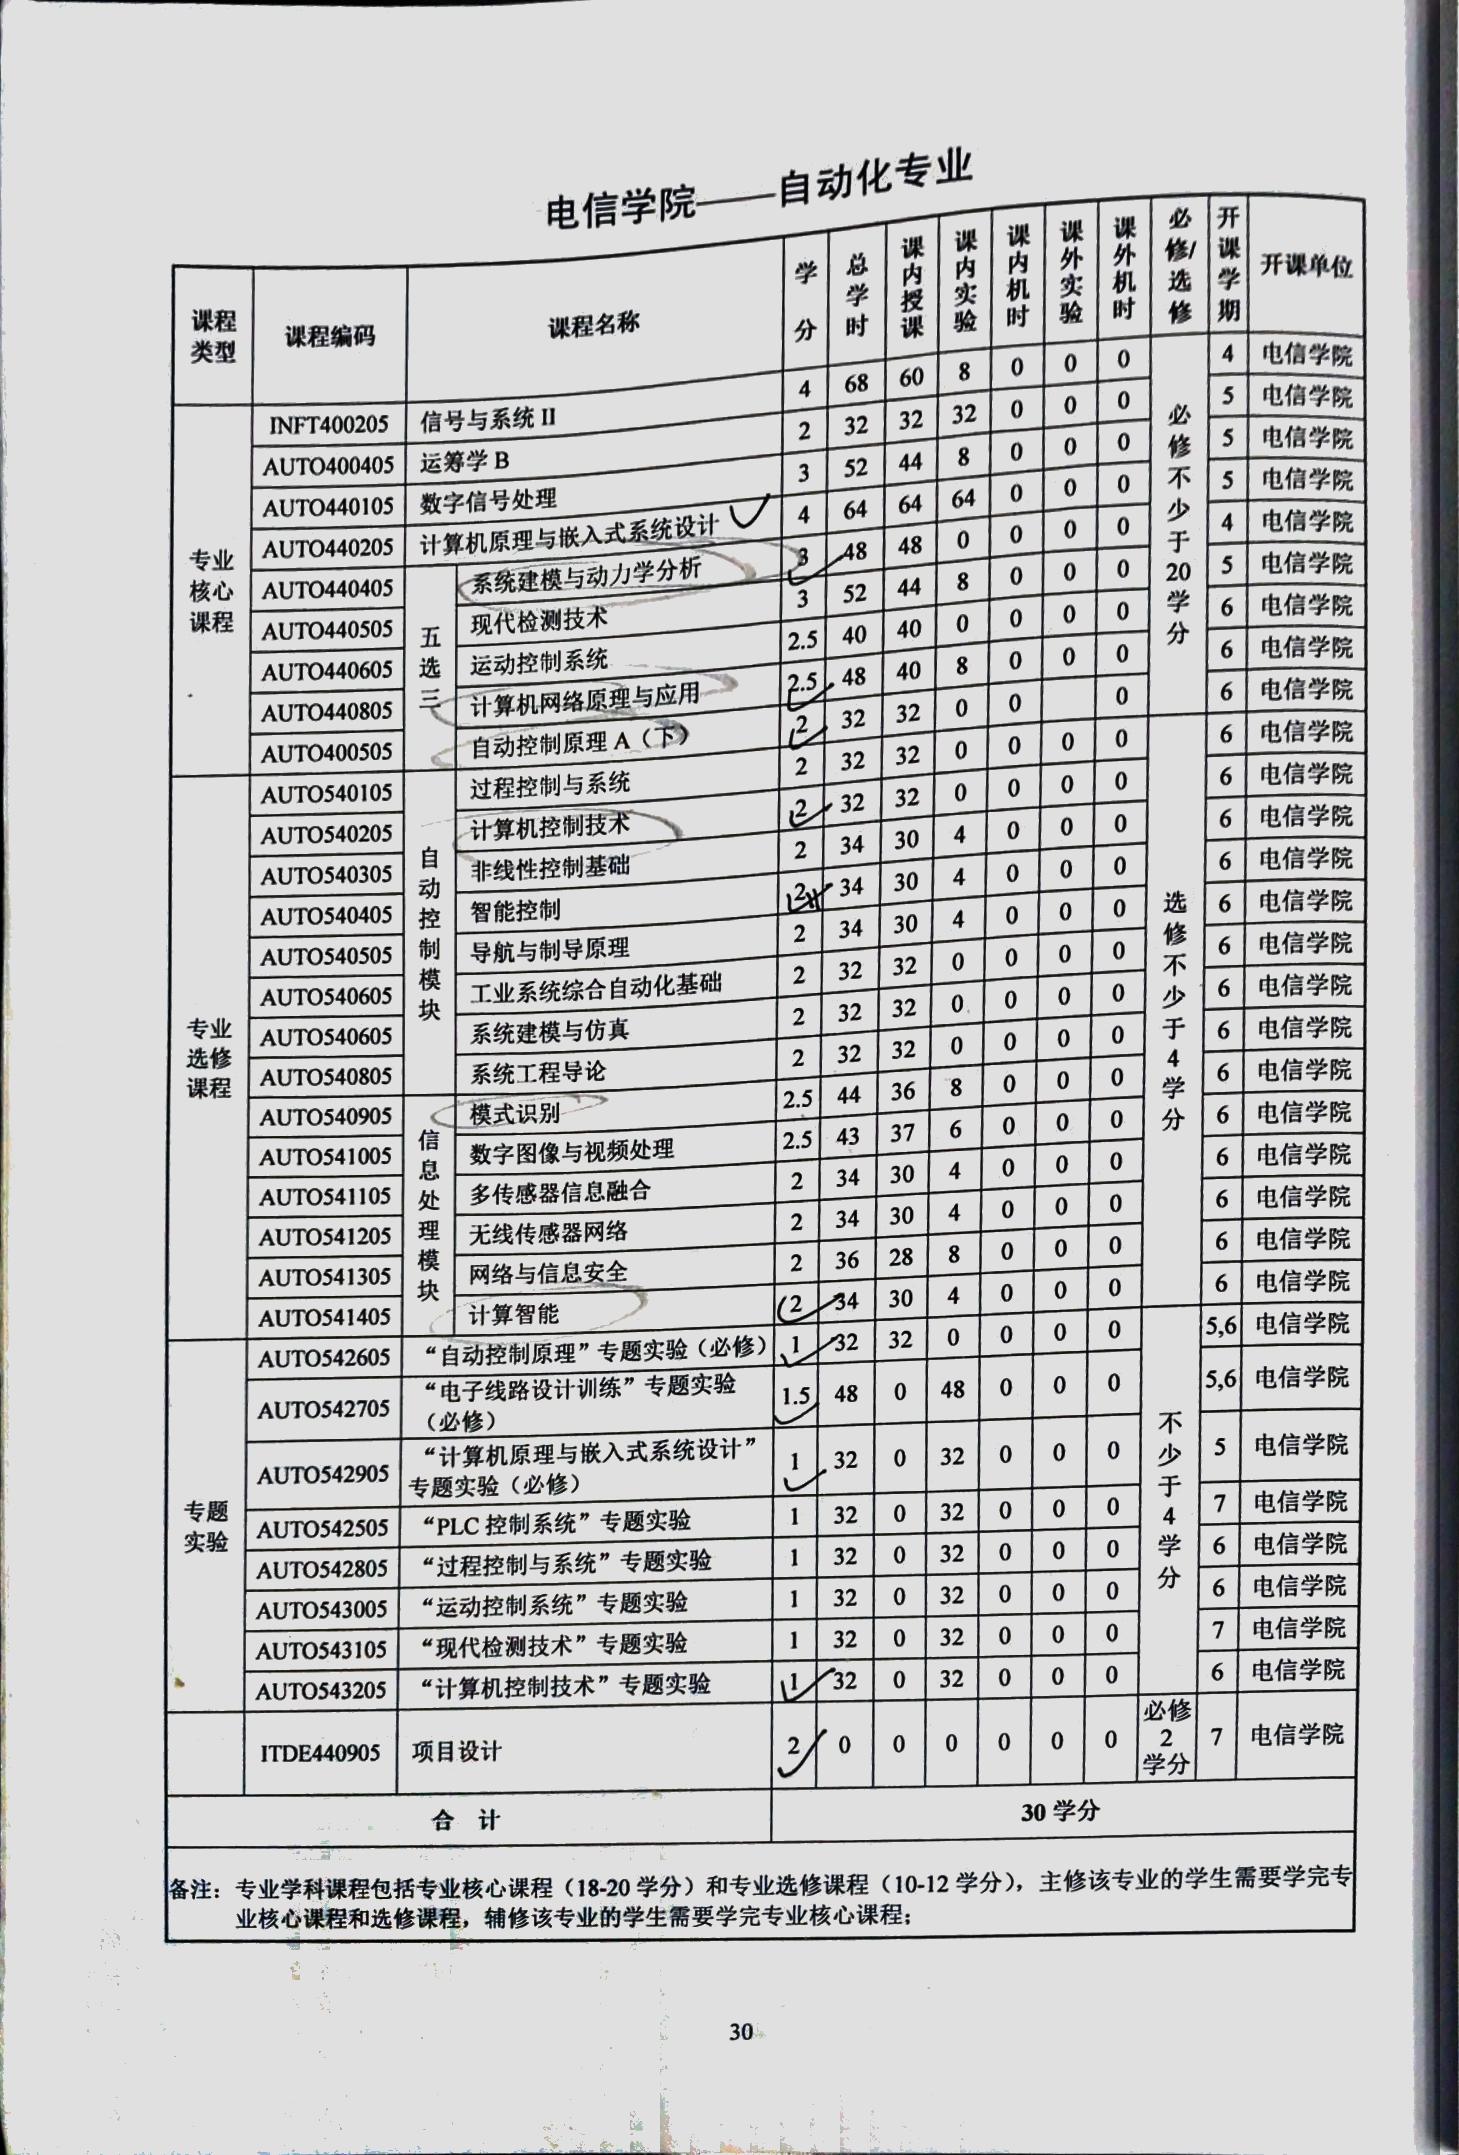 电信学院——自动化专业
课程类型 课程编码 课程名称 学分 总学时 课内授课 课内实验 课内机时 课外实验 课外机时 必修/选修 开课学期 开课单位
专业核心课程
必修不少于20学分
INFT400205 信号与系统 II 4 68 60 8 0 0 0 4 电信学院
AUTO400405 运筹学 B 2 32 32 32 0 0 0 5 电信学院
AUTO440105 数字信号处理 3 52 44 8 0 0 0 5 电信学院
AUTO440205 计算机原理与嵌入式系统设计 4 64 64 64 0 0 0 5 电信学院
五选三
AUTO440405 系统建模与动力学分析 3 48 48 0 0 0 0 4 电信学院
AUTO440505 现代检测技术 3 52 44 8 0 0 0 5 电信学院
AUTO440605 运动控制系统 2.5 40 40 0 0 0 0 6 电信学院
AUTO440805 计算机网络原理与应用 2.5 48 40 8 0 0 0 6 电信学院
AUTO400505 自动控制原理 A（下） 2 32 32 0 0 0 6 电信学院
专业选修课程
选修不少于4学分
自动控制模块
AUTO540105 过程控制与系统 2 32 32 0 0 0 0 6 电信学院
AUTO540205 计算机控制技术 2 32 32 0 0 0 0 6 电信学院
AUTO540305 非线性控制基础 2 34 30 4 0 0 0 6 电信学院
AUTO540405 智能控制 2 34 30 4 0 0 0 6 电信学院
AUTO540505 导航与制导原理 2 34 30 4 0 0 0 6 电信学院
AUTO540605 工业系统综合自动化基础 2 32 32 0 0 0 0 6 电信学院
AUTO540605 系统建模与仿真 2 32 32 0 0 0 0 6 电信学院
AUTO540805 系统工程导论 2 32 32 0 0 0 0 6 电信学院
信息处理模块
AUTO540905 模式识别 2.5 44 36 8 0 0 0 6 电信学院
AUTO541005 数字图像与视频处理 2.5 43 37 6 0 0 0 6 电信学院
AUTO541105 多传感器信息融合 2 34 30 4 0 0 0 6 电信学院
AUTO541205 无线传感器网络 2 34 30 4 0 0 0 6 电信学院
AUTO541305 网络与信息安全 2 36 28 8 0 0 0 6 电信学院
AUTO541405 计算智能 2 34 30 4 0 0 0 6 电信学院
专题实验
不少于4学分
AUTO542605 “自动控制原理”专题实验（必修） 1 32 32 0 0 0 0 5,6 电信学院
AUTO542705 “电子线路设计训练”专题实验（必修） 1.5 48 0 48 0 0 0 5,6 电信学院
AUTO542905 “计算机原理与嵌入式系统设计”专题实验（必修） 1 32 0 32 0 0 0 5 电信学院
AUTO542505 “PLC 控制系统”专题实验 1 32 0 32 0 0 0 7 电信学院
AUTO542805 “过程控制与系统”专题实验 1 32 0 32 0 0 0 6 电信学院
AUTO543005 “运动控制系统”专题实验 1 32 0 32 0 0 0 6 电信学院
AUTO543105 “现代检测技术”专题实验 1 32 0 32 0 0 0 7 电信学院
AUTO543205 “计算机控制技术”专题实验 1 32 0 32 0 0 0 6 电信学院
ITDE440905 项目设计 2 0 0 0 0 0 0 必修2学分 7 电信学院
合 计 30 学分
备注：专业学科课程包括专业核心课程（18-20 学分）和专业选修课程（10-12 学分），主修该专业的学生需要学完专
业核心课程和选修课程，辅修该专业的学生需要学完专业核心课程；
30